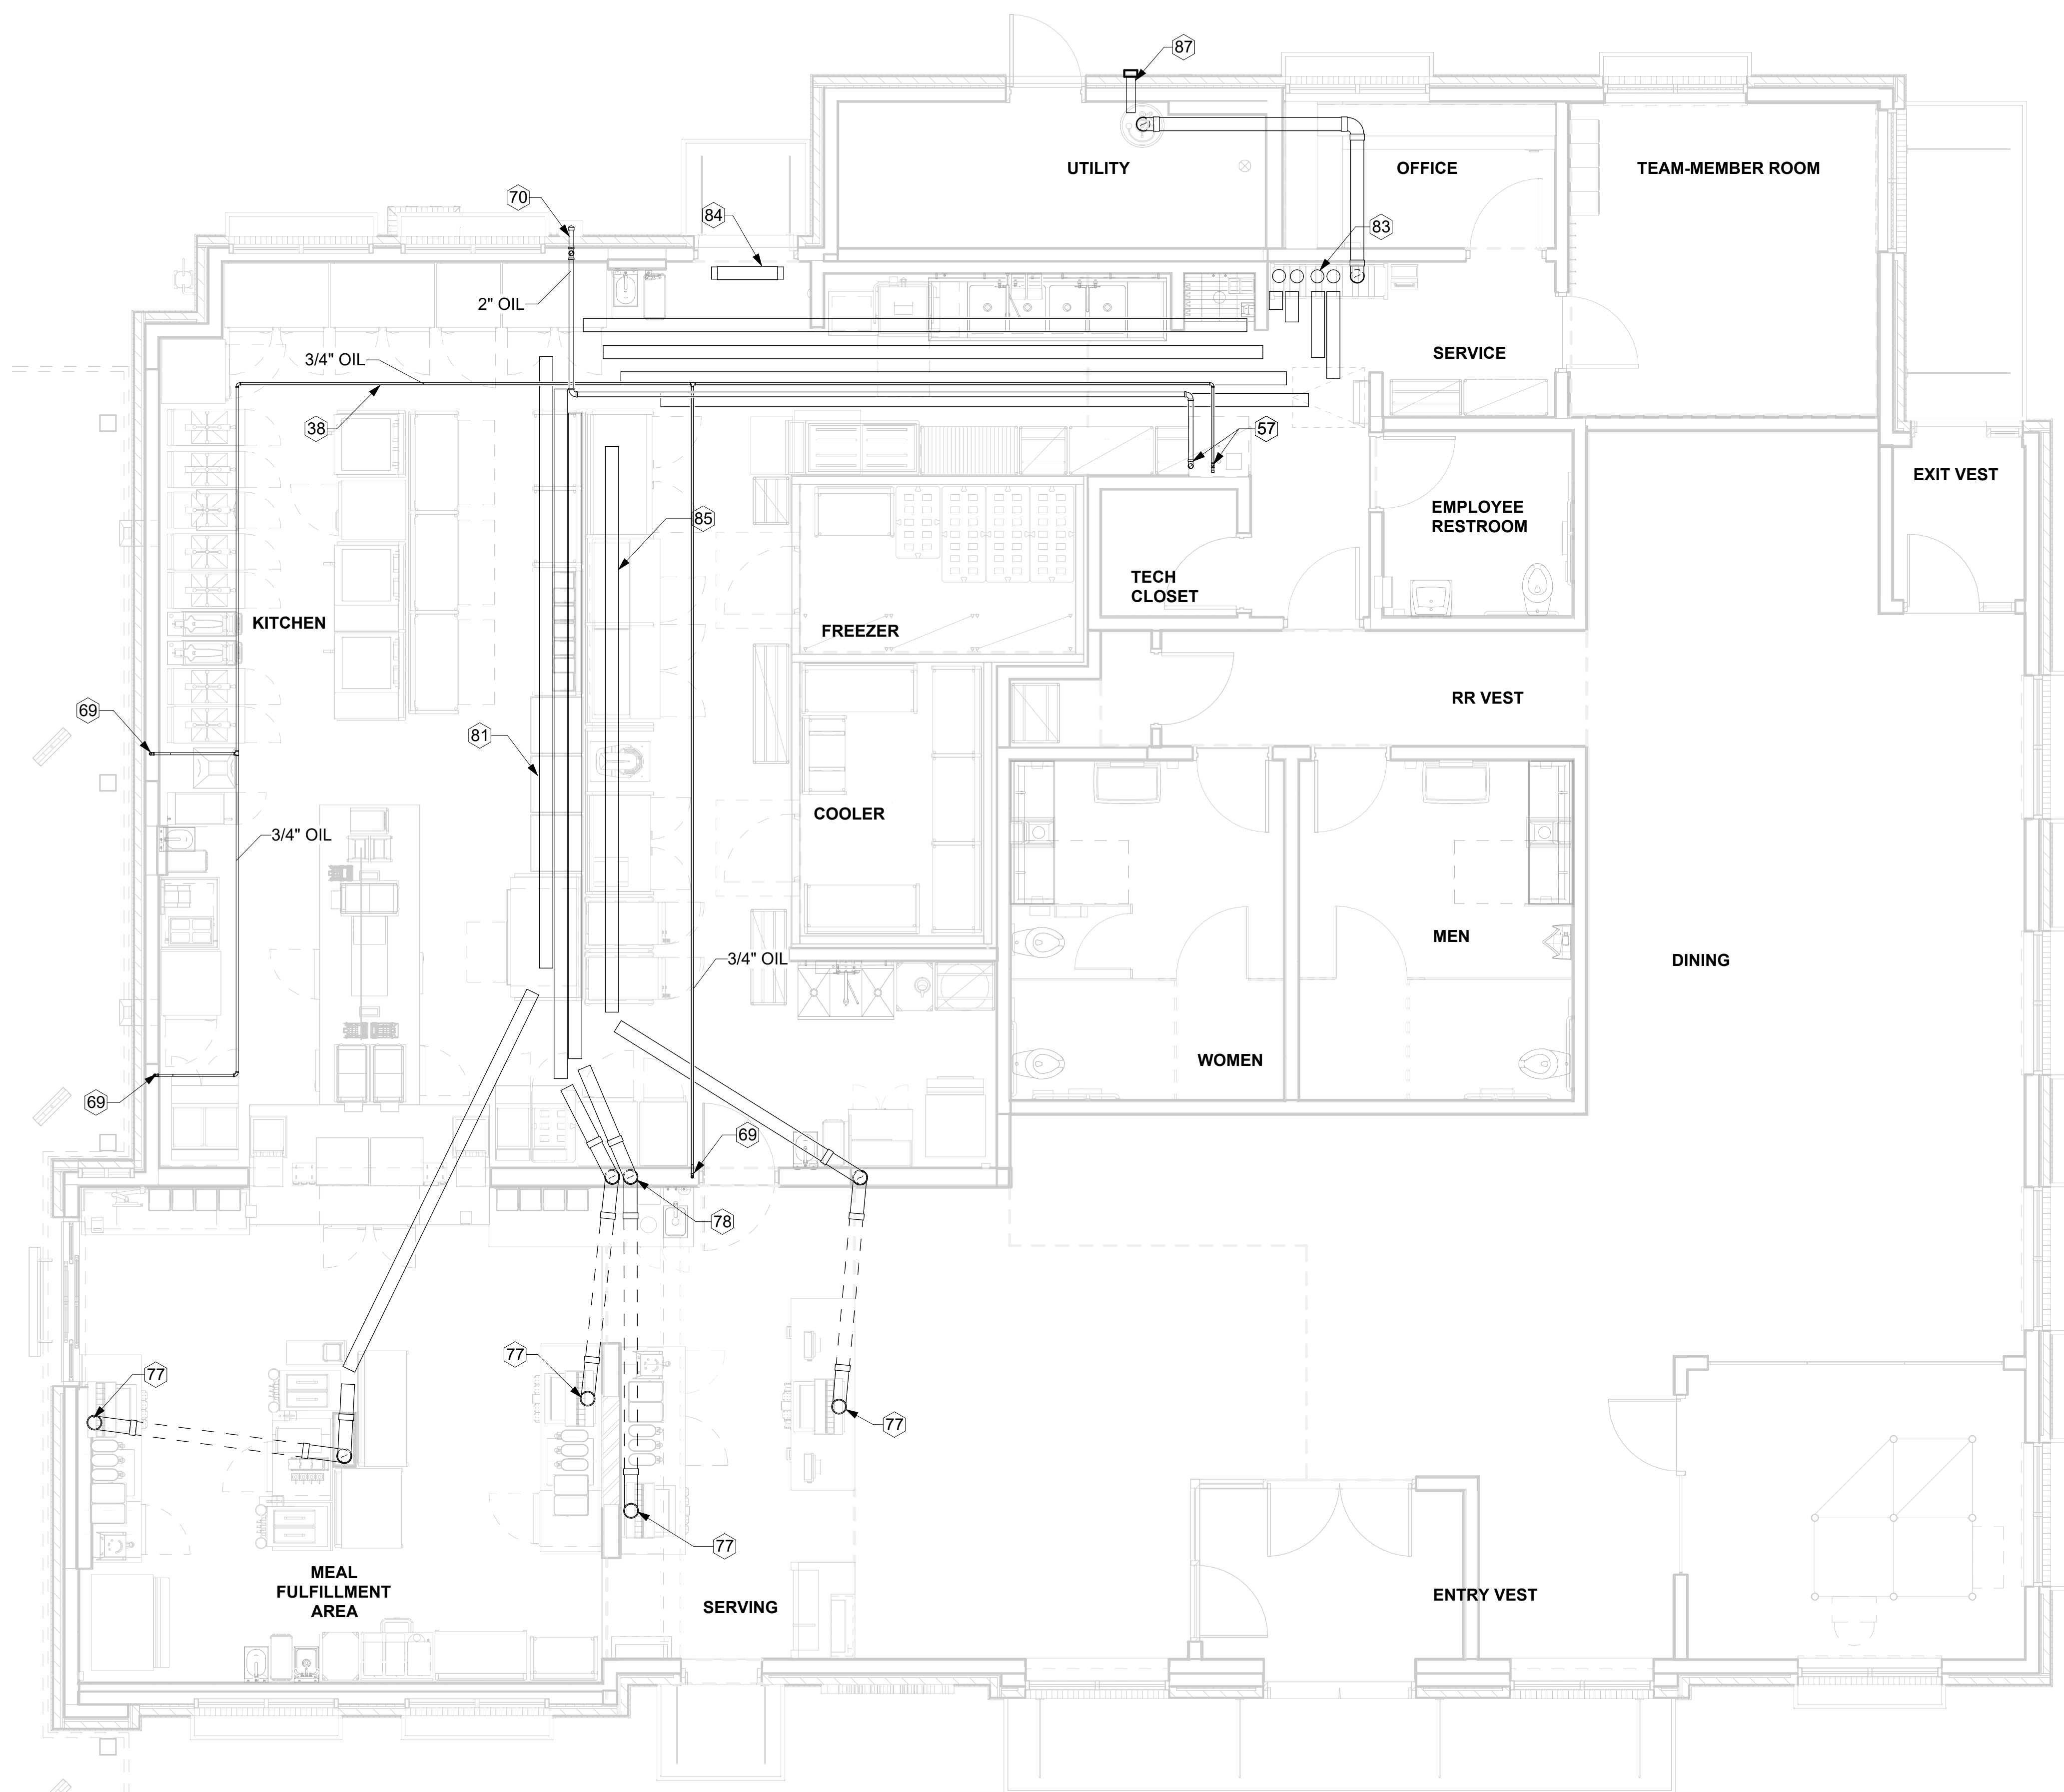 87
UTILITY
OFFICE
TEAM-MEMBER ROOM
70
84
83
2" OIL
3/4" OIL
SERVICE
38
57
EXIT VEST
85
EMPLOYEE
RESTROOM
TECH
CLOSET
KITCHEN
FREEZER
RR VEST
69
81
COOLER
3/4" OIL
MEN
3/4" OIL
DINING
WOMEN
69
69
78
77
77
77
77
MEAL
FULFILLMENT
AREA
SERVING
ENTRY VEST